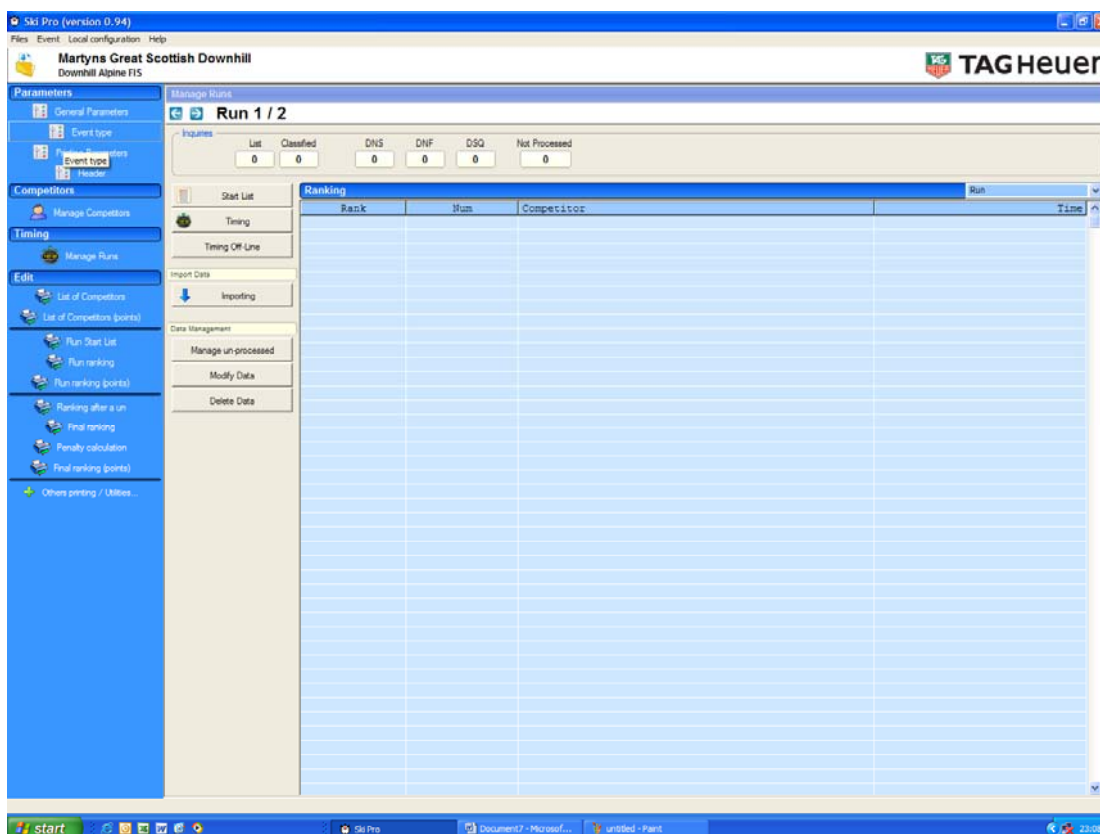 Ski Pro (version 0.94)
Files Event Local configuration Help
Martyns Great Scottish Downhill
Downhill Alpine FIS
TAG
TAGHeuer
Parameters
General Parameters
Event type
Event type
Header
Competitors
Manage Competitors
Timing
Manage Runs
Edit
List of Competitors
List of Competitors (points)
Run Start List
Run ranking
Run ranking (points)
Ranking after a un
Final ranking
Penalty calculation
Final ranking (points)
Others printing / Utilities...
Manage Runs
Run 1 / 2
Inquiries
List Classified DNS DNF DSQ Not Processed
0 0 0 0 0 0
Start List
Timing
Timing Off-Line
Import Data
Importing
Data Management
Manage un-processed
Modify Data
Delete Data
Ranking Run
Rank Num Competitor Time
start Ski Pro Document7 - Microsof... untitled - Paint